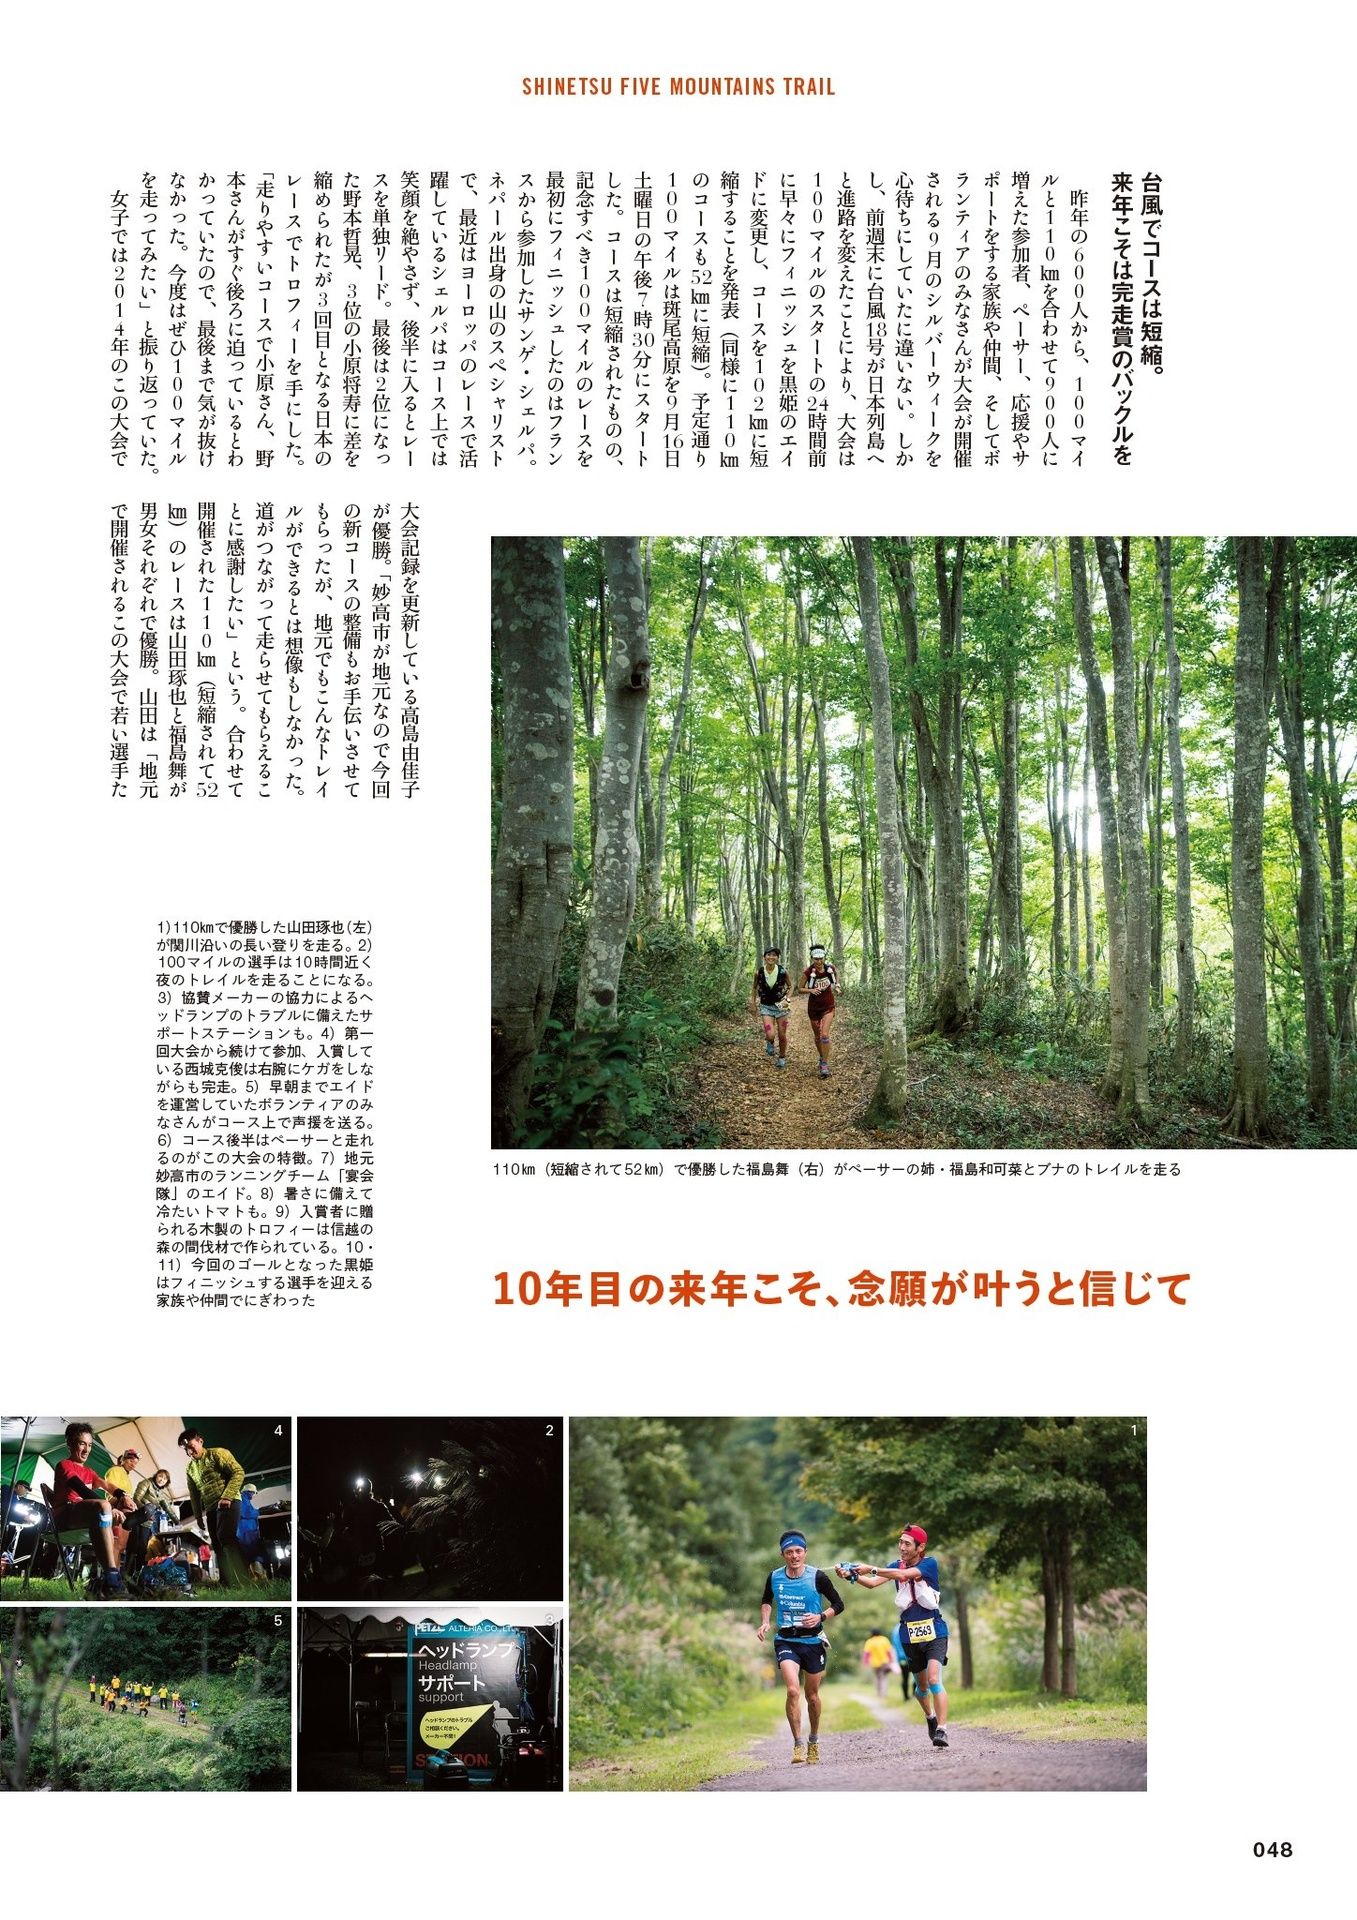 SHINETSU FIVE MOUNTAINS TRAIL
台風でコースは短縮。
来年こそは完走賞のバックルを
昨年の600人から、100マイ
ルと110㎞を合わせて900人に
増えた参加者、ペーサー、応援やサ
ポートをする家族や仲間、そしてボ
ランティアのみなさんが大会が開催
される9月のシルバーウィークを
心待ちにしていたに違いない。しか
し、前週末に台風18号が日本列島へ
と進路を変えたことにより、大会は
100マイルのスタートの24時間前
に早々にフィニッシュを黒姫のエイ
ドに変更し、コースを102㎞に短
縮することを発表（同様に110㎞
のコースも52㎞に短縮）。予定通り
100マイルは斑尾高原を9月16日
土曜日の午後7時30分にスタート
した。コースは短縮されたものの、
記念すべき100マイルのレースを
最初にフィニッシュしたのはフラン
スから参加したサンゲ・シェルパ。
ネパール出身の山のスペシャリスト
で、最近はヨーロッパのレースで活
躍しているシェルパはコース上では
笑顔を絶やさず、後半に入るとレー
スを単独リード。最後は2位になっ
た野本哲晃、3位の小原将寿に差を
縮められたが3回目となる日本の
レースでトロフィーを手にした。
「走りやすいコースで小原さん、野
本さんがすぐ後ろに迫っているとわ
かっていたので、最後まで気が抜け
なかった。今度はぜひ100マイル
を走ってみたい」と振り返っていた。
女子では2014年のこの大会で
大会記録を更新している高島由佳子
が優勝。「妙高市が地元なので今回
の新コースの整備もお手伝いさせて
もらったが、地元でもこんなトレイ
ルができるとは想像もしなかった。
道がつながって走らせてもらえるこ
とに感謝したい」という。合わせて
開催された110㎞（短縮されて52
㎞）のレースは山田琢也と福島舞が
男女それぞれで優勝。山田は「地元
で開催されるこの大会で若い選手た
110㎞（短縮されて52㎞）で優勝した福島舞（右）がペーサーの姉・福島和可菜とブナのトレイルを走る
1）110㎞で優勝した山田琢也（左）
が関川沿いの長い登りを走る。2）
100マイルの選手は10時間近く
夜のトレイルを走ることになる。
3）協賛メーカーの協力によるヘ
ッドランプのトラブルに備えたサ
ポートステーションも。4）第一
回大会から続けて参加、入賞して
いる西城克俊は右腕にケガをしな
がらも完走。5）早朝までエイド
を運営していたボランティアのみ
なさんがコース上で声援を送る。
6）コース後半はペーサーと走れ
るのがこの大会の特徴。7）地元
妙高市のランニングチーム「宴会
隊」のエイド。8）暑さに備えて
冷たいトマトも。9）入賞者に贈
られる木製のトロフィーは信越の
森の間伐材で作られている。10・
11）今回のゴールとなった黒姫
はフィニッシュする選手を迎える
家族や仲間でにぎわった
10年目の来年こそ、念願が叶うと信じて
1
Columbia
P-2569
2
3
PETZL ALTERIA CO.,LTD.
ヘッドランプ
Headlamp
サポート
support
ヘッドランプのトラブル
ご相談ください。
メーカー不問！
STATION
4
5
048